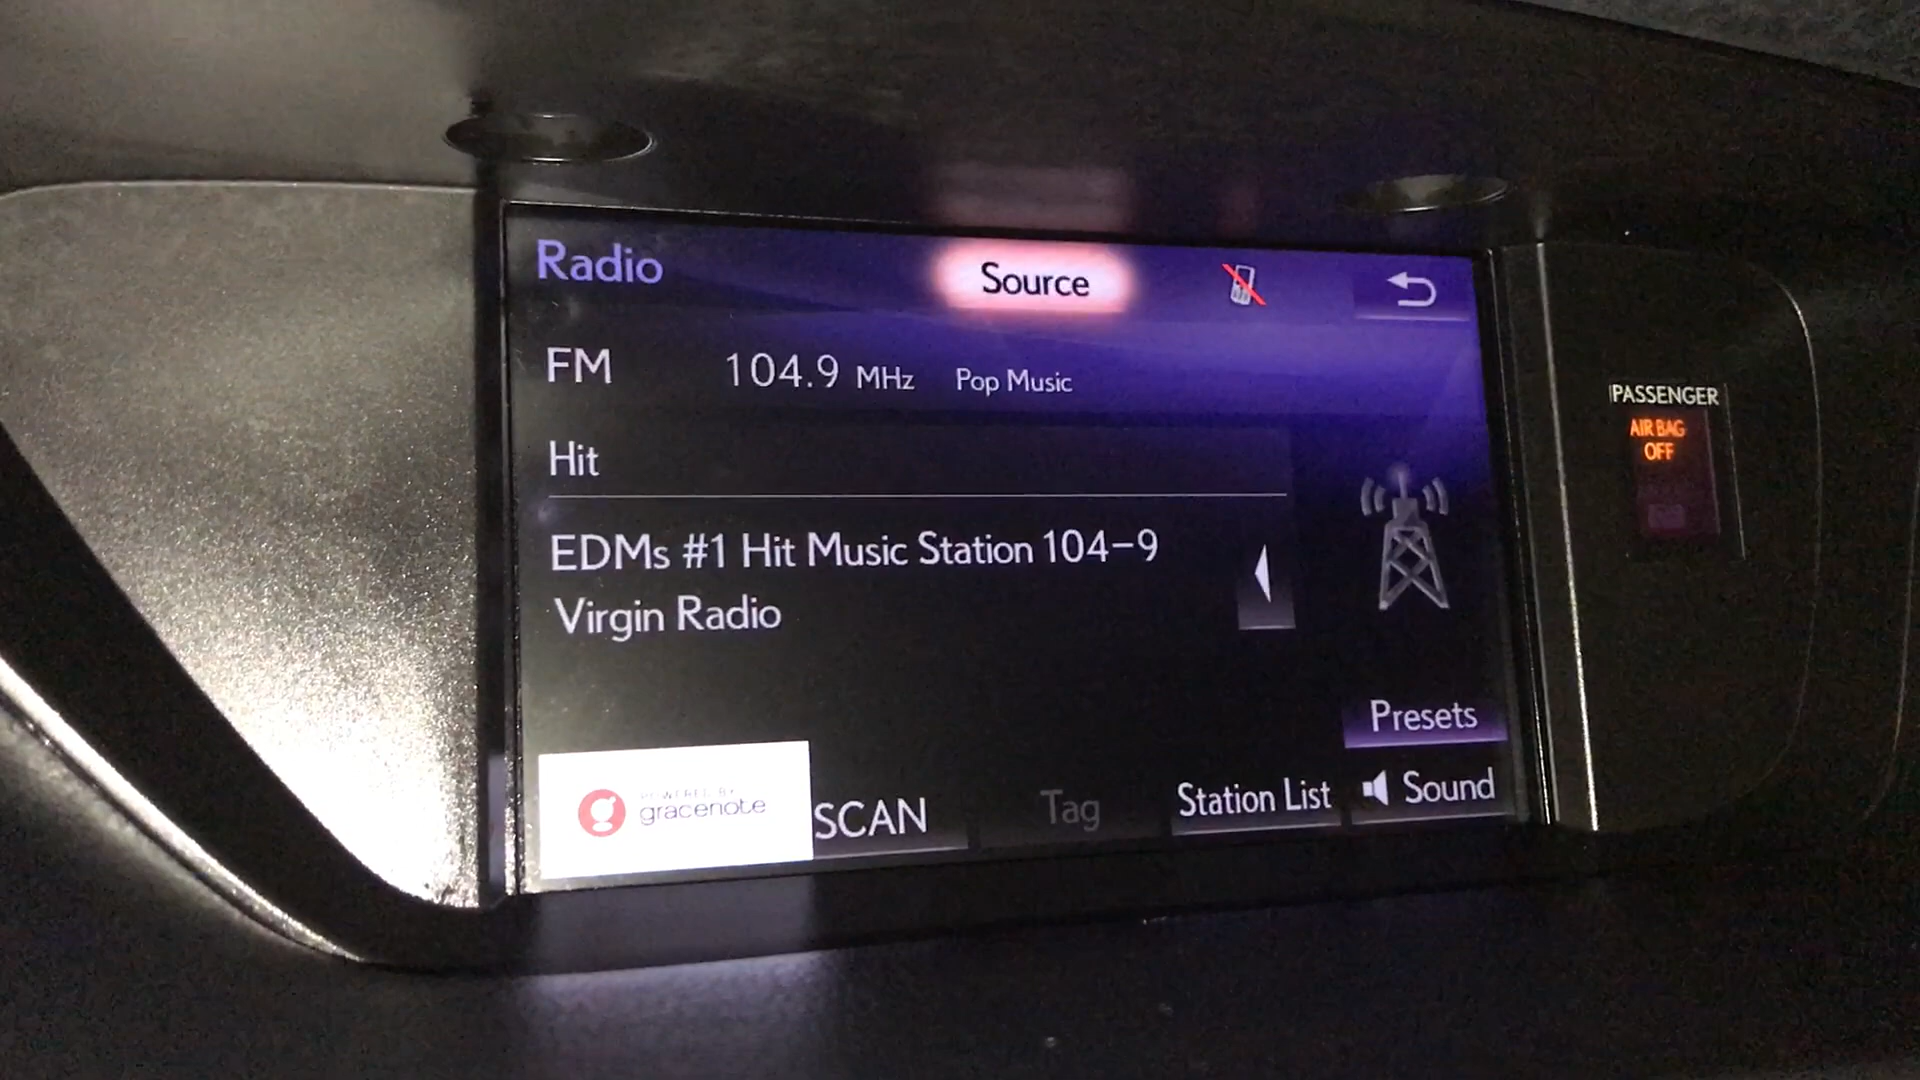 Radio
Source
FM 104.9 MHz Pop Music
Hit
EDMs #1 Hit Music Station 104-9
Virgin Radio
Presets
POWERED BY
gracenote
SCAN
Tag
Station List
Sound
PASSENGER
AIR BAG
OFF